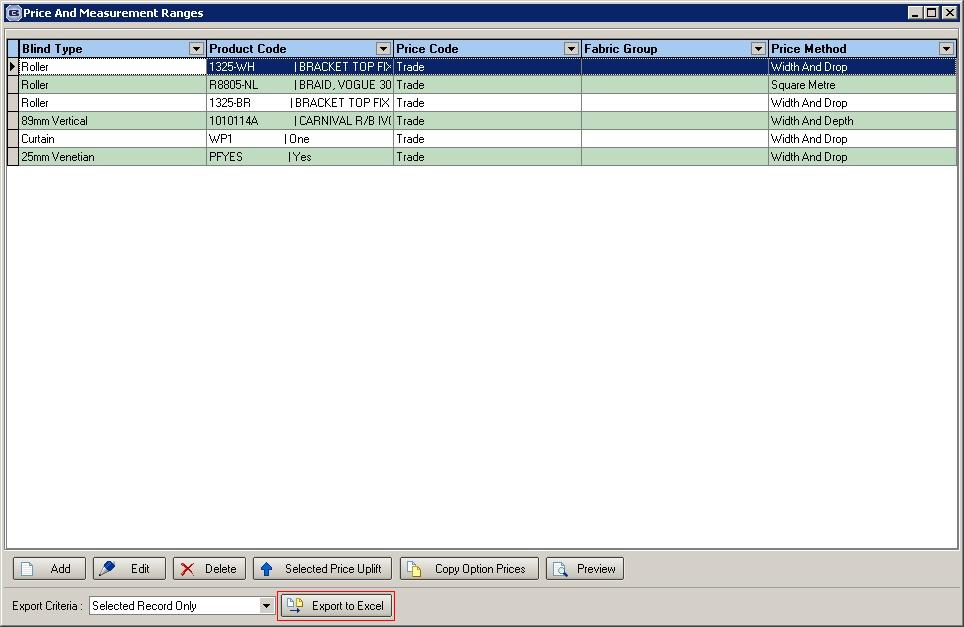 Price And Measurement Ranges
Blind Type Product Code Price Code Fabric Group Price Method
Roller 1325-WH | BRACKET TOP FIX Trade Width And Drop
Roller R8805-NL | BRAID, VOGUE 30 Trade Square Metre
Roller 1325-BR | BRACKET TOP FIX Trade Width And Drop
89mm Vertical 1010114A | CARNIVAL R/B IV( Trade Width And Depth
Curtain WP1 | One Trade Width And Drop
25mm Venetian PFYES | Yes Trade Width And Drop
Add Edit Delete Selected Price Uplift Copy Option Prices Preview
Export Criteria : Selected Record Only Export to Excel